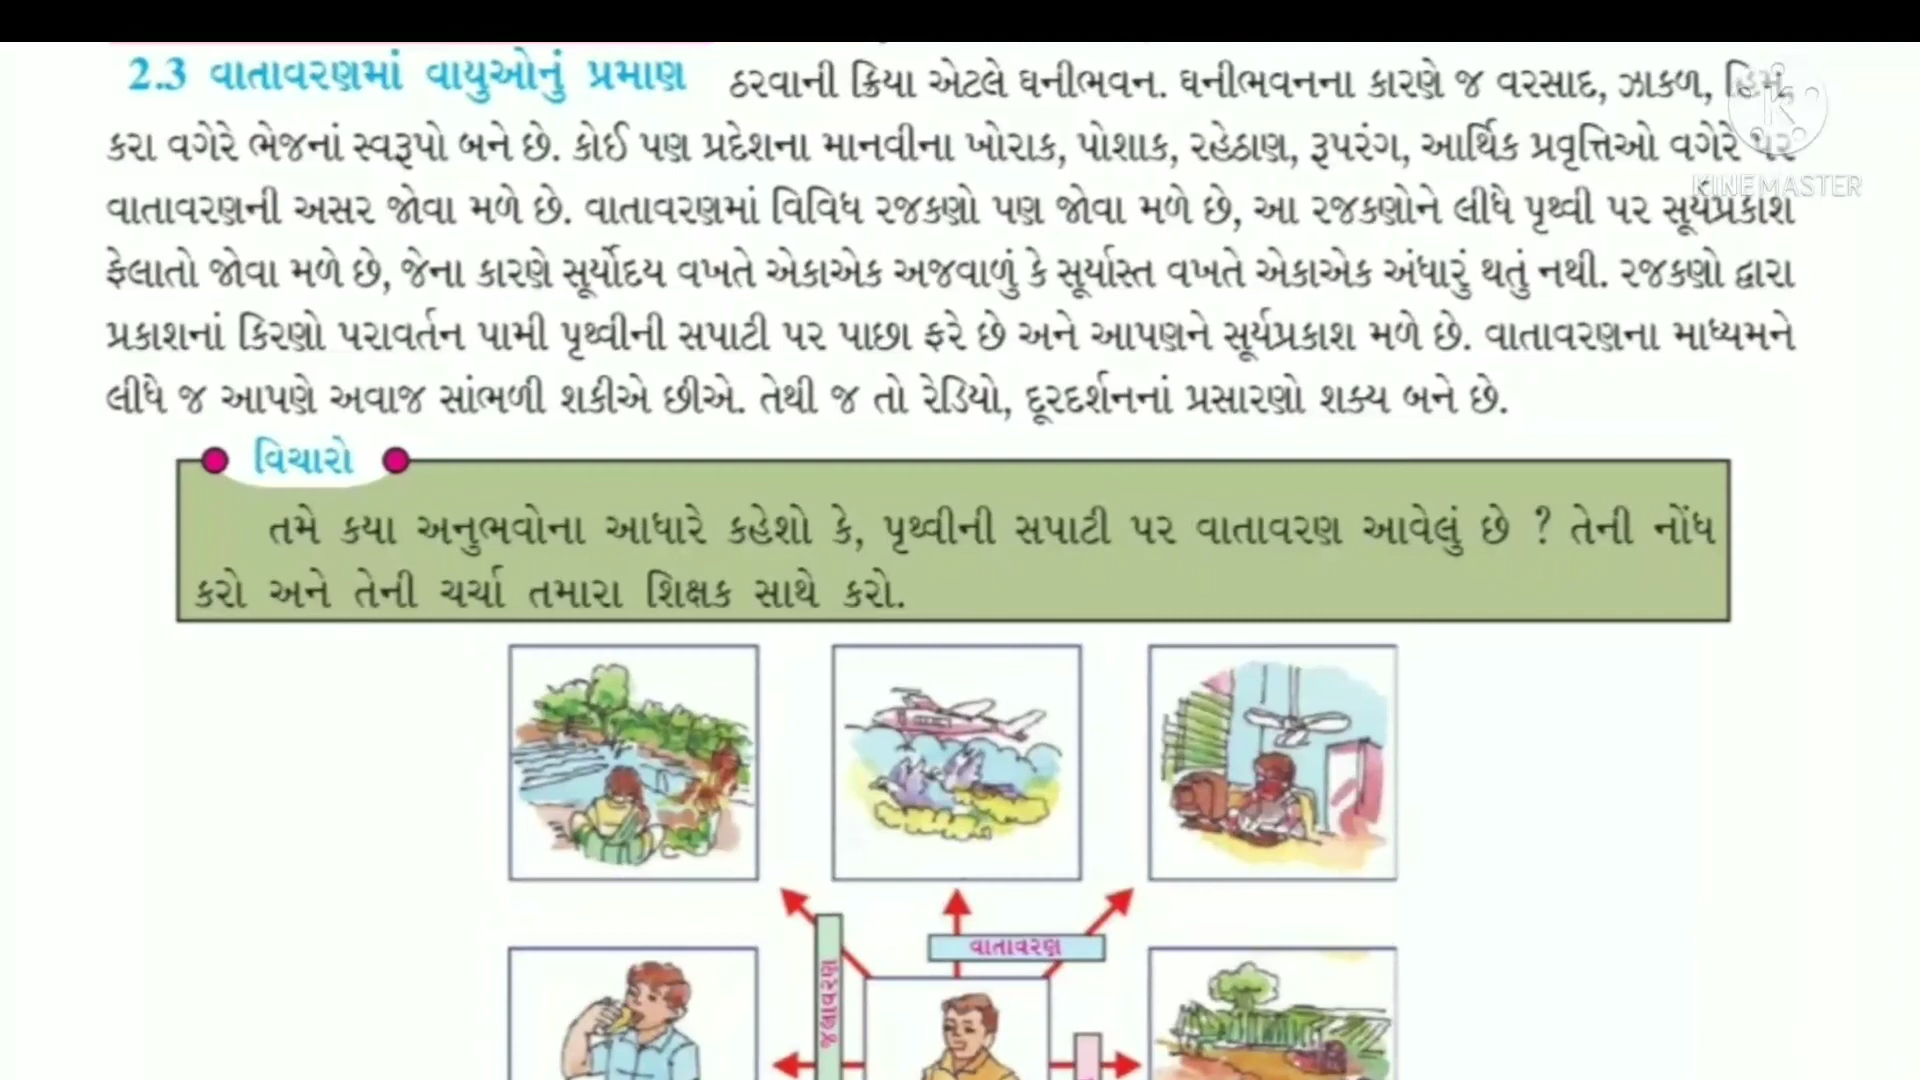 2.3 વાતાવરણમાં વાયુઓનું પ્રમાણ
ઠરવાની ક્રિયા એટલે ઘનીભવન. ઘનીભવનના કારણે જ વરસાદ, ઝાકળ, હિમ,
કરા વગેરે ભેજનાં સ્વરૂપો બને છે. કોઈ પણ પ્રદેશના માનવીના ખોરાક, પોશાક, રહેઠાણ, રૂપરંગ, આર્થિક પ્રવૃત્તિઓ વગેરે પર
વાતાવરણની અસર જોવા મળે છે. વાતાવરણમાં વિવિધ રજકણો પણ જોવા મળે છે, આ રજકણોને લીધે પૃથ્વી પર સૂર્યપ્રકાશ
ફેલાતો જોવા મળે છે, જેના કારણે સૂર્યોદય વખતે એકાએક અજવાળું કે સૂર્યાસ્ત વખતે એકાએક અંધારું થતું નથી. રજકણો દ્વારા
પ્રકાશનાં કિરણો પરાવર્તન પામી પૃથ્વીની સપાટી પર પાછા ફરે છે અને આપણને સૂર્યપ્રકાશ મળે છે. વાતાવરણના માધ્યમને
લીધે જ આપણે અવાજ સાંભળી શકીએ છીએ. તેથી જ તો રેડિયો, દૂરદર્શનનાં પ્રસારણો શક્ય બને છે.
K
KINEMASTER
વિચારો
તમે કયા અનુભવોના આધારે કહેશો કે, પૃથ્વીની સપાટી પર વાતાવરણ આવેલું છે ? તેની નોંધ
કરો અને તેની ચર્ચા તમારા શિક્ષક સાથે કરો.
વાતાવરણ
જલાવરણ